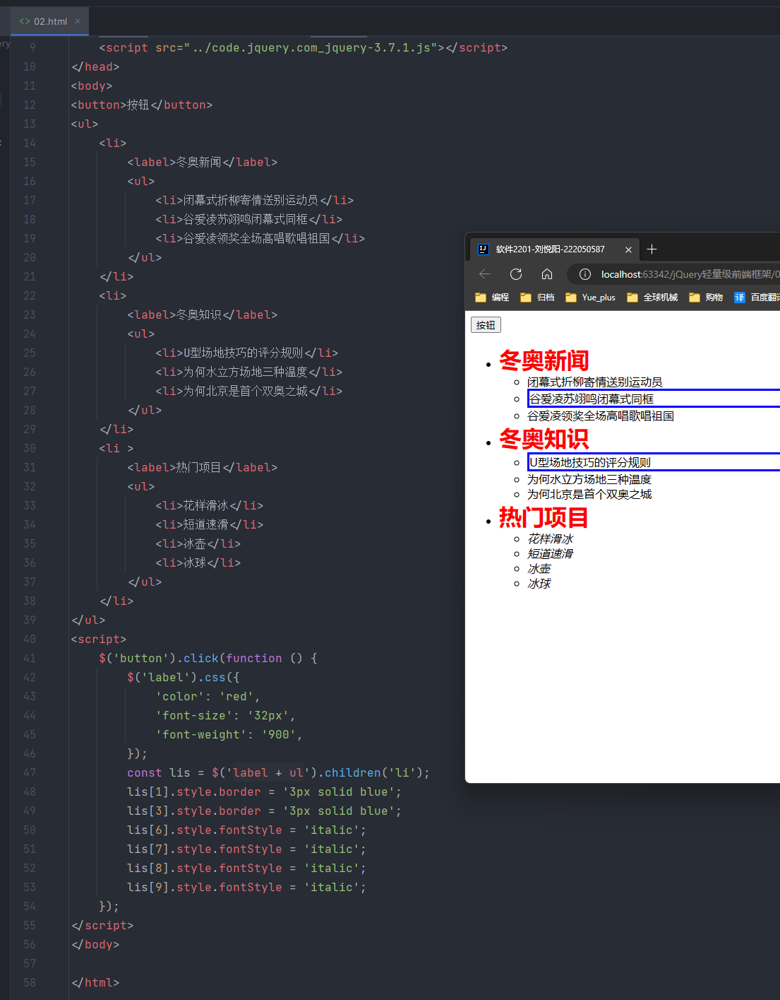 02.html
ery
9 <script src="../code.jquery.com_jquery-3.7.1.js"></script>
10 </head>
11 <body>
12 <button>按钮</button>
13 <ul>
14 <li>
15 <label>冬奥新闻</label>
16 <ul>
17 <li>闭幕式折柳寄情送别运动员</li>
18 <li>谷爱凌苏翊鸣闭幕式同框</li>
19 <li>谷爱凌领奖全场高唱歌唱祖国</li>
20 </ul>
21 </li>
22 <li>
23 <label>冬奥知识</label>
24 <ul>
25 <li>U型场地技巧的评分规则</li>
26 <li>为何水立方场地三种温度</li>
27 <li>为何北京是首个双奥之城</li>
28 </ul>
29 </li>
30 <li >
31 <label>热门项目</label>
32 <ul>
33 <li>花样滑冰</li>
34 <li>短道速滑</li>
35 <li>冰壶</li>
36 <li>冰球</li>
37 </ul>
38 </li>
39 </ul>
40 <script>
41 $('button').click(function () {
42 $('label').css({
43 'color': 'red',
44 'font-size': '32px',
45 'font-weight': '900',
46 });
47 const lis = $('label + ul').children('li');
48 lis[1].style.border = '3px solid blue';
49 lis[3].style.border = '3px solid blue';
50 lis[6].style.fontStyle = 'italic';
51 lis[7].style.fontStyle = 'italic';
52 lis[8].style.fontStyle = 'italic';
53 lis[9].style.fontStyle = 'italic';
54 });
55 </script>
56 </body>
57
58 </html>
IJ 软件2201-刘悦阳-222050587
localhost:63342/jQuery轻量级前端框架/0
编程 归档 Yue_plus 全球机械 购物 译 百度翻译
按钮
冬奥新闻
闭幕式折柳寄情送别运动员
谷爱凌苏翊鸣闭幕式同框
谷爱凌领奖全场高唱歌唱祖国
冬奥知识
U型场地技巧的评分规则
为何水立方场地三种温度
为何北京是首个双奥之城
热门项目
花样滑冰
短道速滑
冰壶
冰球